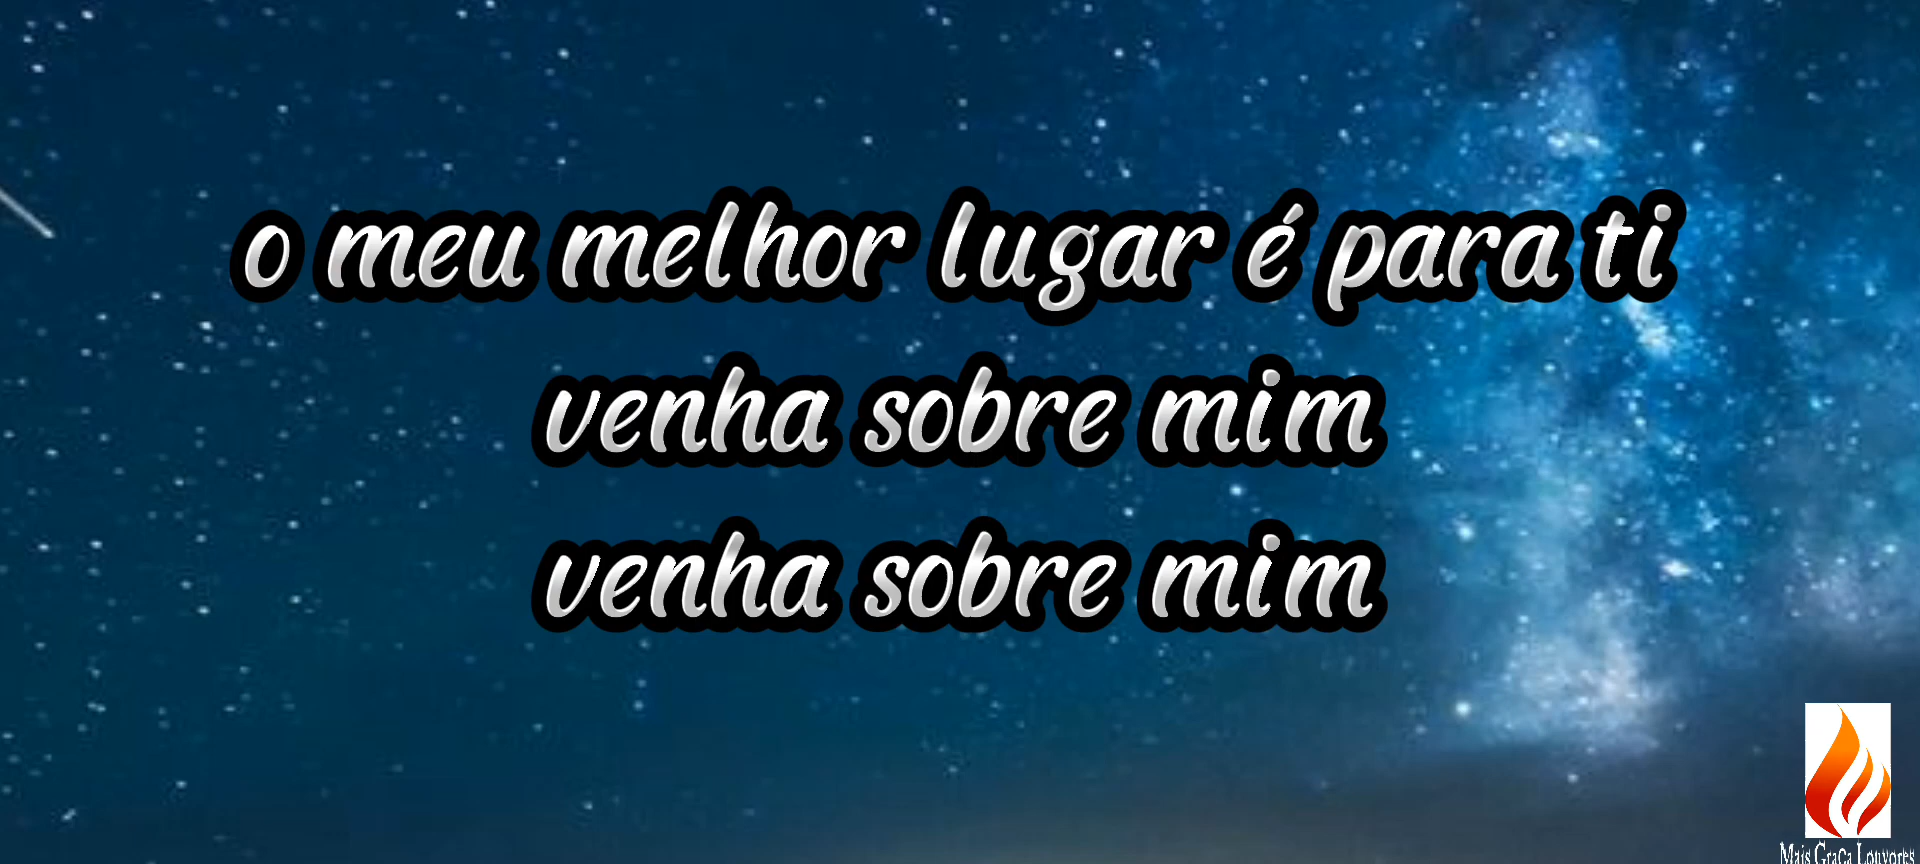 o meu melhor lugar é para ti
venha sobre mim
venha sobre mim
Mais Graça Louvores